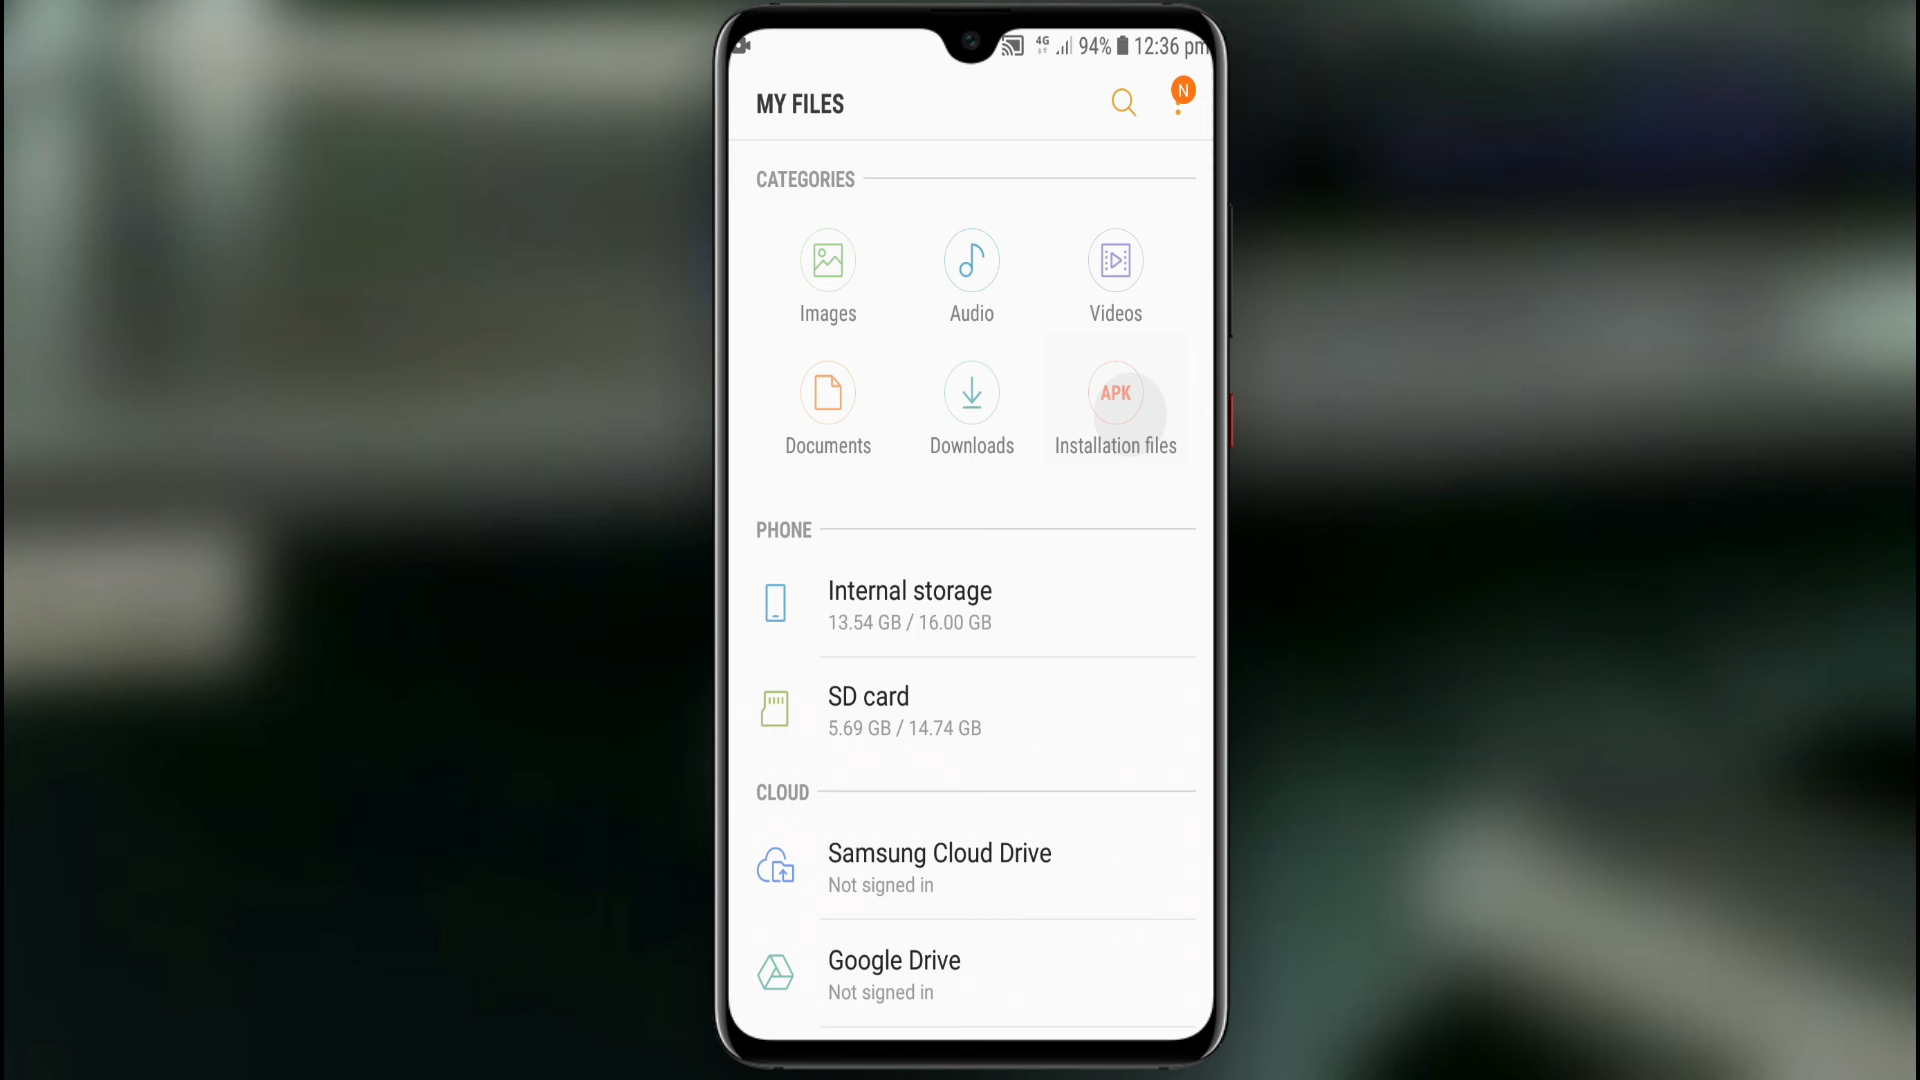 4G 94% 12:36 pm
MY FILES
N
CATEGORIES
Images Audio Videos
APK
Documents Downloads Installation files
PHONE
Internal storage
13.54 GB / 16.00 GB
SD card
5.69 GB / 14.74 GB
CLOUD
Samsung Cloud Drive
Not signed in
Google Drive
Not signed in